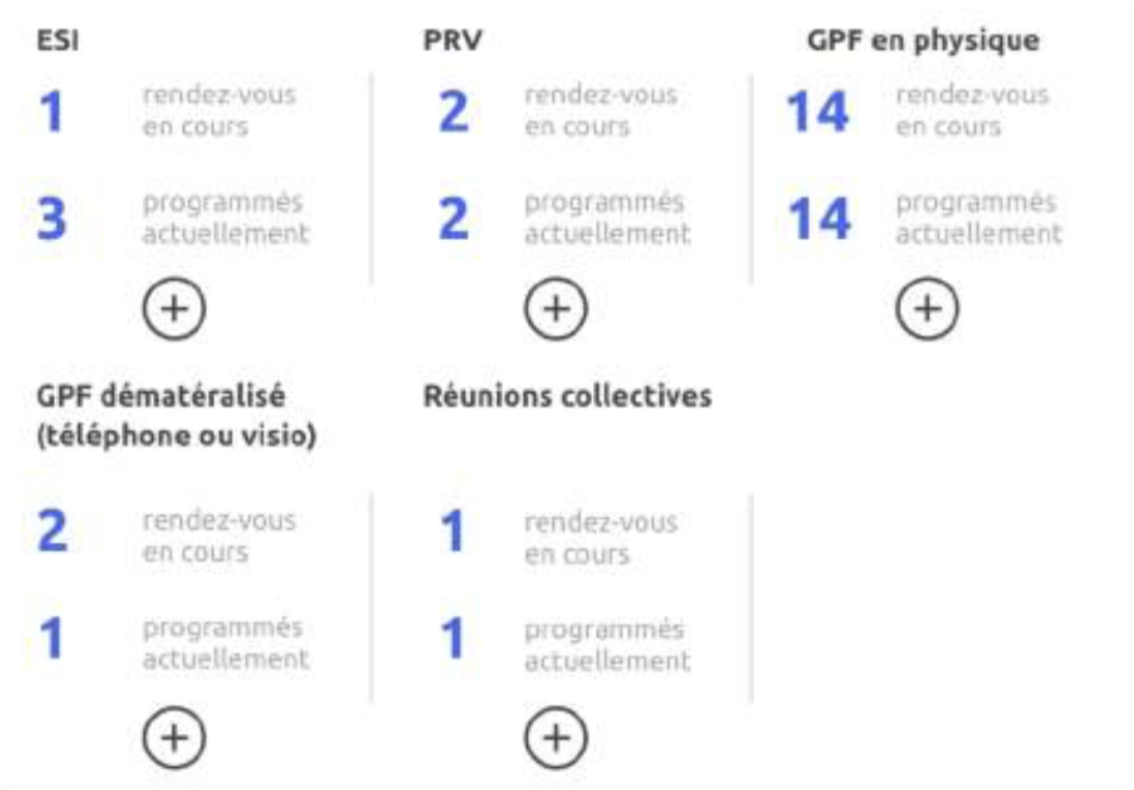 ESI
1
rendez-vous
en cours
3
programmés
actuellement
PRV
2
rendez-vous
en cours
2
programmés
actuellement
GPF en physique
14
rendez-vous
en cours
14
programmés
actuellement
GPF dématéralisé
(téléphone ou visio)
2
rendez-vous
en cours
1
programmés
actuellement
Réunions collectives
1
rendez-vous
en cours
1
programmés
actuellement